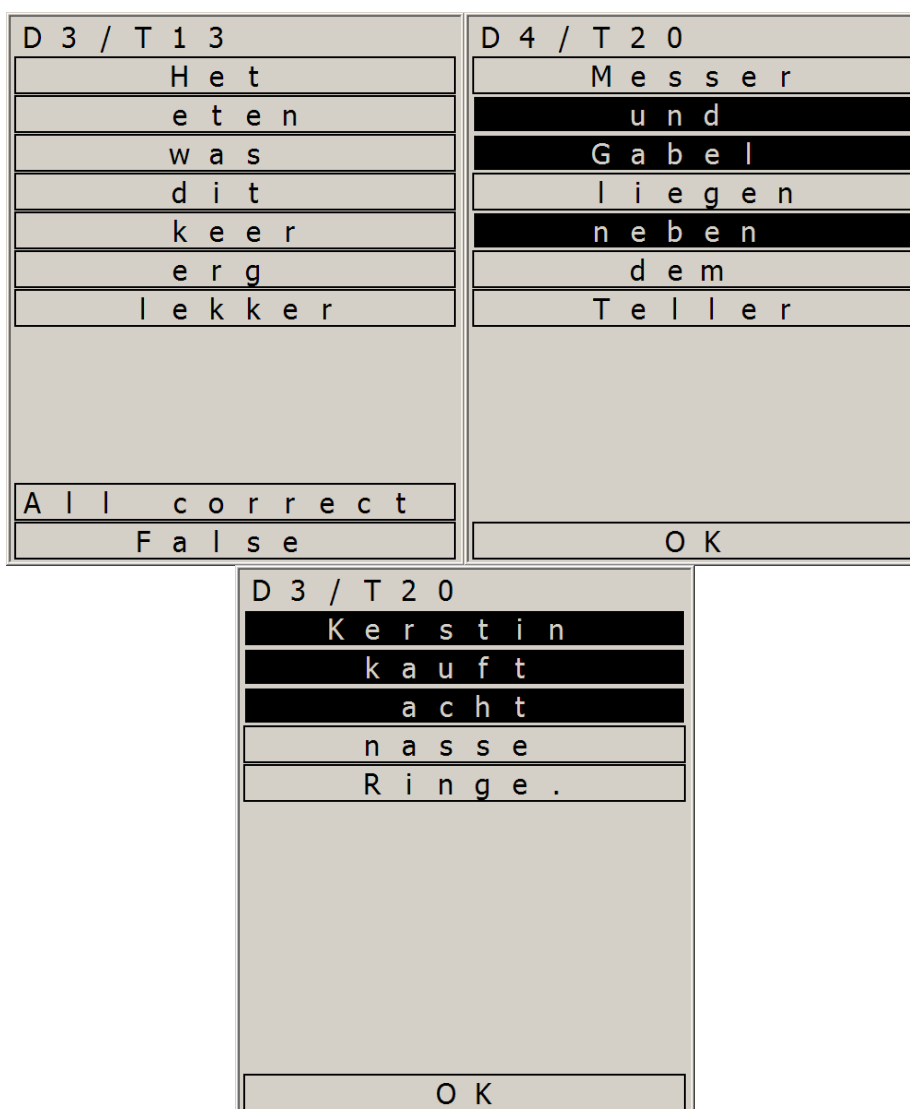 D3/T13
Het
eten
was
dit
keer
erg
lekker
All correct
False
D4/T20
Messer
und
Gabel
liegen
neben
dem
Teller
OK
D3/T20
Kerstin
kauft
acht
nasse
Ringe.
OK